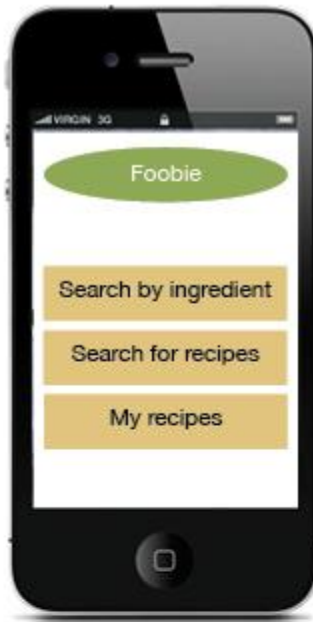 VIRGIN 3G
Foobie
Search by ingredient
Search for recipes
My recipes